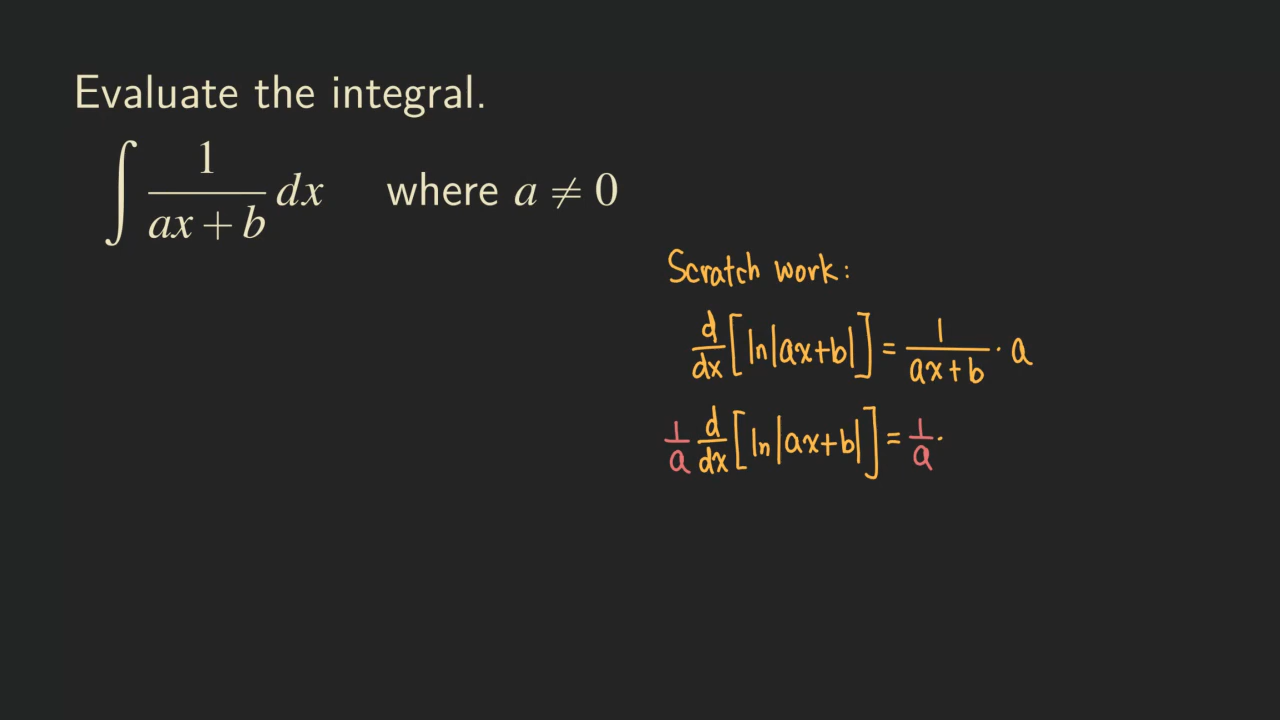 Evaluate the integral.
∫ 1/(ax + b) dx where a ≠ 0
Scratch work:
d/dx [ln|ax+b|] = 1/(ax+b) · a
1/a d/dx [ln|ax+b|] = 1/a ·